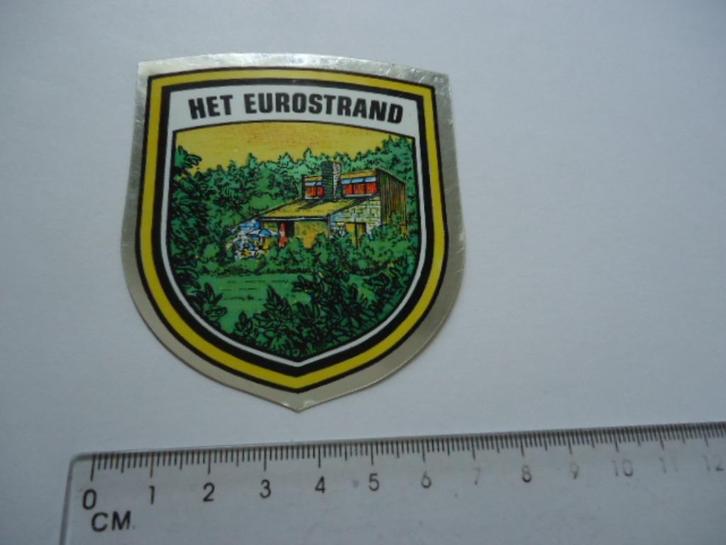 HET EUROSTRAND
0 1 2 3 4 5 6 7 8 9 10 11 12
CM